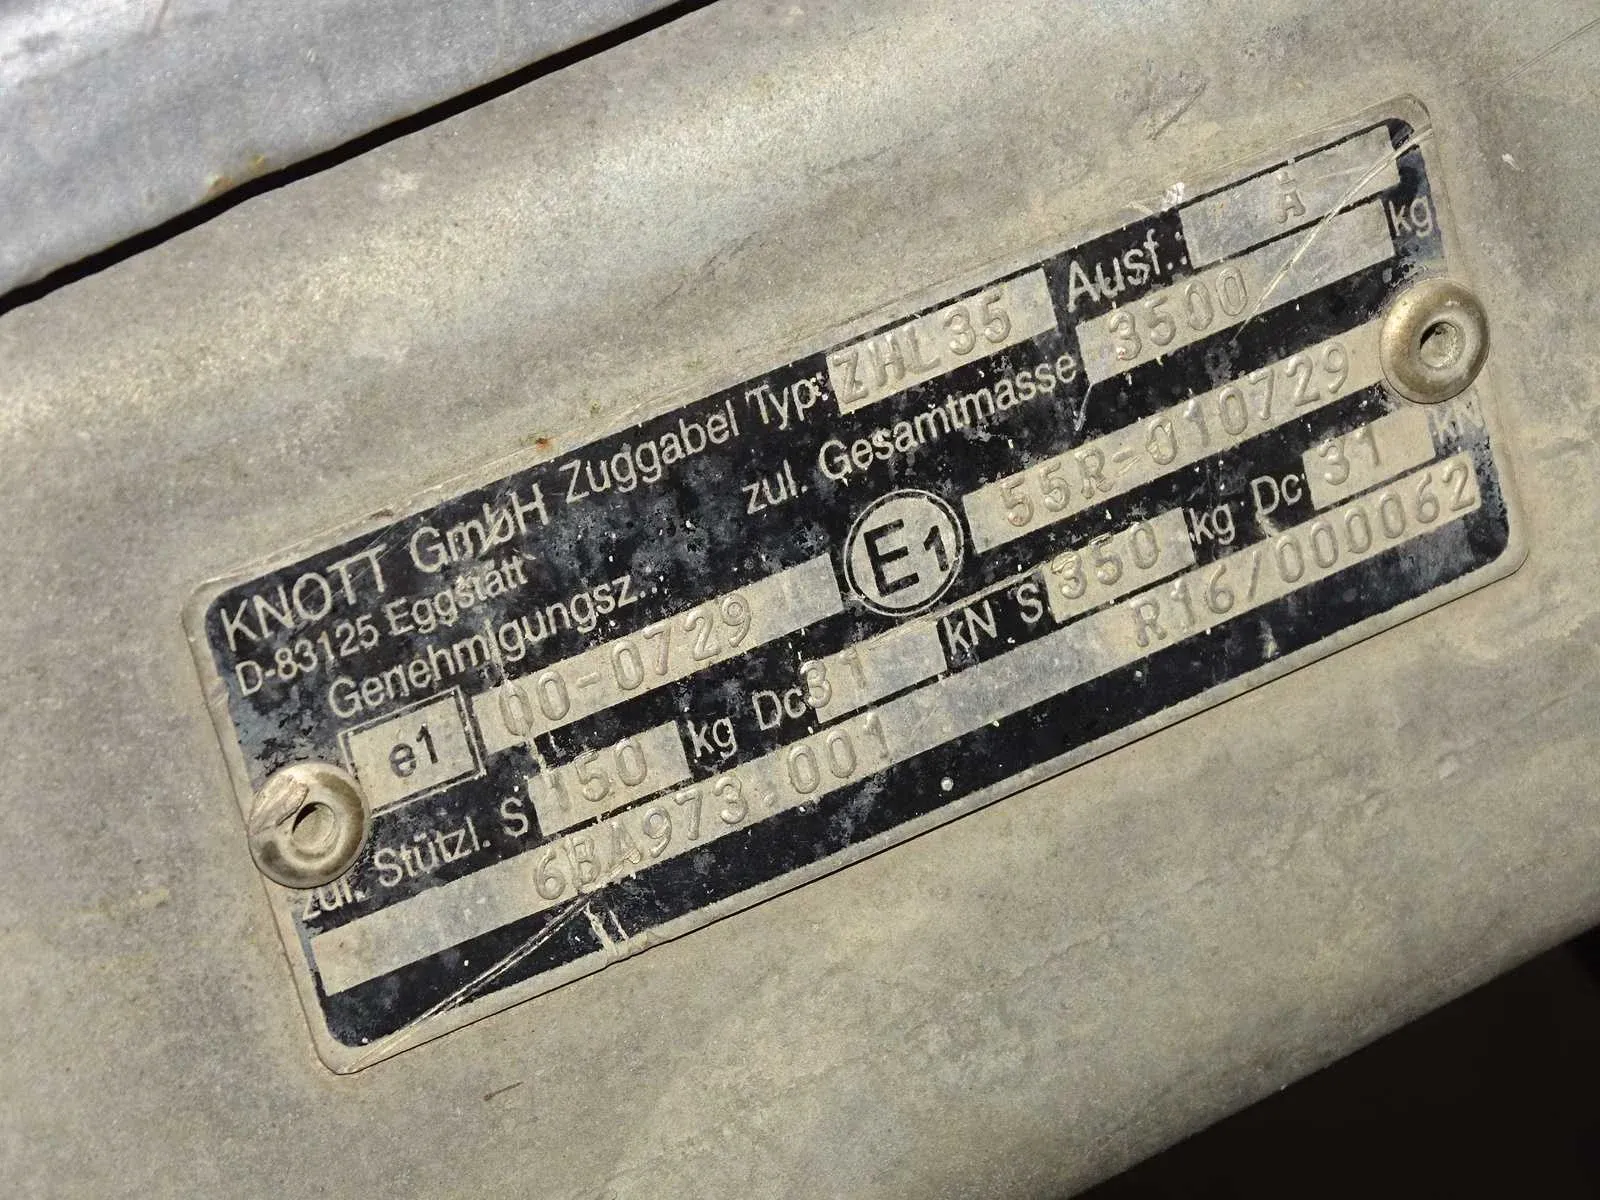 KNOTT GmbH Zuggabel Typ: ZHL35 Ausf.: A
D-83125 Eggstätt zul. Gesamtmasse 3500 kg
Genehmigungsz.:
e1 00-0729 E1 55R-010729
zul. Stützl. S 150 kg Dc 31 kN S 350 kg Dc 31 kN
6BA973.001 R16/000062